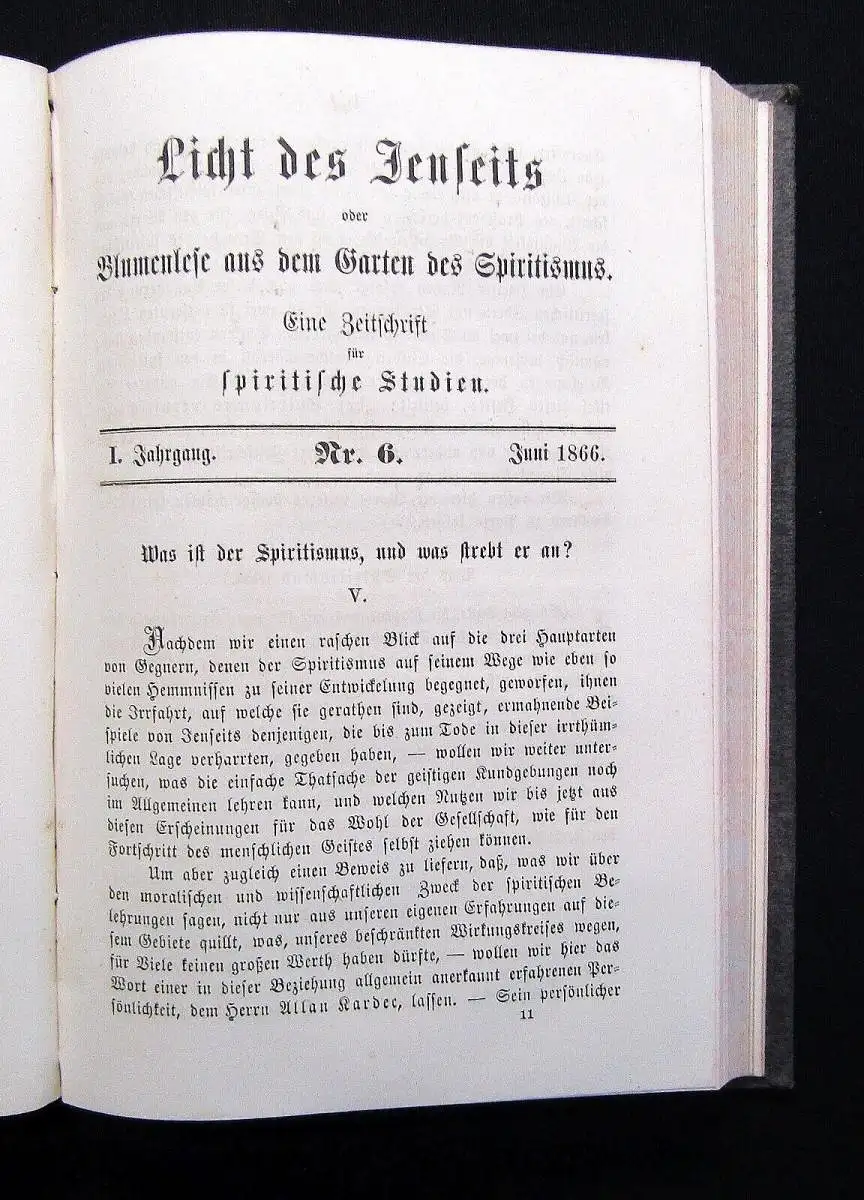 Licht des Jenseits
oder
Blumenlese aus dem Garten des Spiritismus.
Eine Zeitschrift
für
spiritische Studien.
I. Jahrgang. Nr. 6. Juni 1866.
Was ist der Spiritismus, und was strebt er an?
V.
Nachdem wir einen raschen Blick auf die drei Hauptarten
von Gegnern, denen der Spiritismus auf seinem Wege wie eben so
vielen Hemmnissen zu seiner Entwickelung begegnet, geworfen, ihnen
die Irrfahrt, auf welche sie gerathen sind, gezeigt, ermahnende Bei-
spiele von Jenseits denjenigen, die bis zum Tode in dieser irrthüm-
lichen Lage verharrten, gegeben haben, — wollen wir weiter unter-
suchen, was die einfache Thatsache der geistigen Kundgebungen noch
im Allgemeinen lehren kann, und welchen Nutzen wir bis jetzt aus
diesen Erscheinungen für das Wohl der Gesellschaft, wie für den
Fortschritt des menschlichen Geistes selbst ziehen können.
Um aber zugleich einen Beweis zu liefern, daß, was wir über
den moralischen und wissenschaftlichen Zweck der spiritischen Be-
lehrungen sagen, nicht nur aus unseren eigenen Erfahrungen auf die-
sem Gebiete quillt, was, unseres beschränkten Wirkungskreises wegen,
für Viele keinen großen Werth haben dürfte, — wollen wir hier das
Wort einer in dieser Beziehung allgemein anerkannt erfahrenen Per-
sönlichkeit, dem Herrn Allan Kardec, lassen. — Sein persönlicher
11